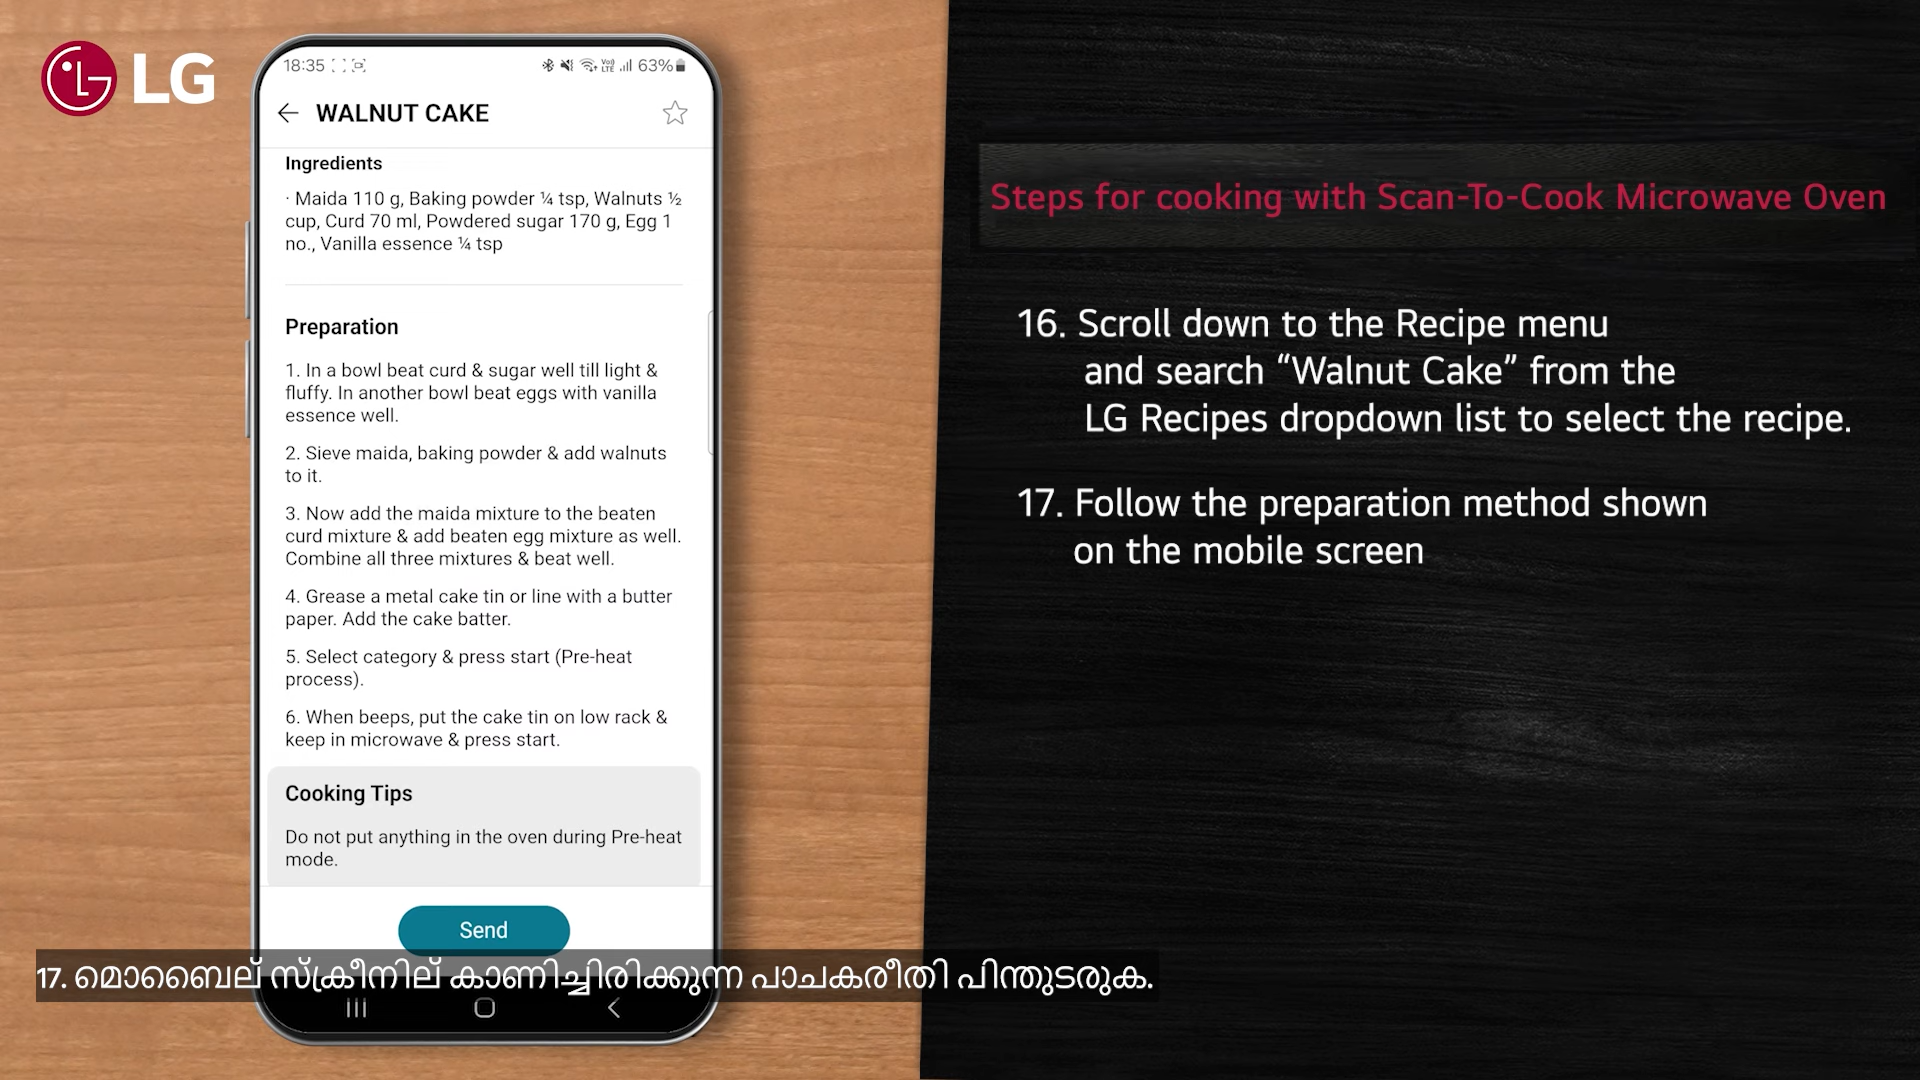 LG
18:35
63%
WALNUT CAKE
Ingredients
· Maida 110 g, Baking powder ¼ tsp, Walnuts ½
cup, Curd 70 ml, Powdered sugar 170 g, Egg 1
no., Vanilla essence ¼ tsp
Preparation
1. In a bowl beat curd & sugar well till light &
fluffy. In another bowl beat eggs with vanilla
essence well.
2. Sieve maida, baking powder & add walnuts
to it.
3. Now add the maida mixture to the beaten
curd mixture & add beaten egg mixture as well.
Combine all three mixtures & beat well.
4. Grease a metal cake tin or line with a butter
paper. Add the cake batter.
5. Select category & press start (Pre-heat
process).
6. When beeps, put the cake tin on low rack &
keep in microwave & press start.
Cooking Tips
Do not put anything in the oven during Pre-heat
mode.
Send
Steps for cooking with Scan-To-Cook Microwave Oven
16. Scroll down to the Recipe menu
and search “Walnut Cake” from the
LG Recipes dropdown list to select the recipe.
17. Follow the preparation method shown
on the mobile screen
17. മൊബൈല് സ്ക്രീനില് കാണിച്ചിരിക്കുന്ന പാചകരീതി പിന്തുടരുക.